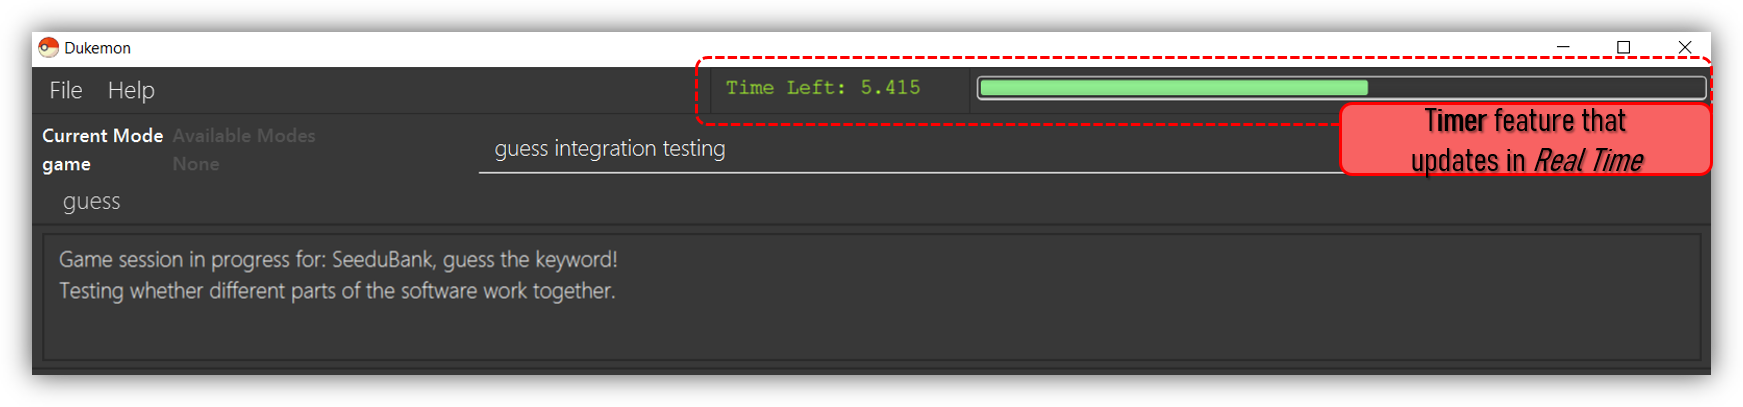 Dukemon
File Help
Time Left: 5.415
Timer feature that
updates in Real Time
Current Mode Available Modes
game None
guess integration testing
guess
Game session in progress for: SeeduBank, guess the keyword!
Testing whether different parts of the software work together.